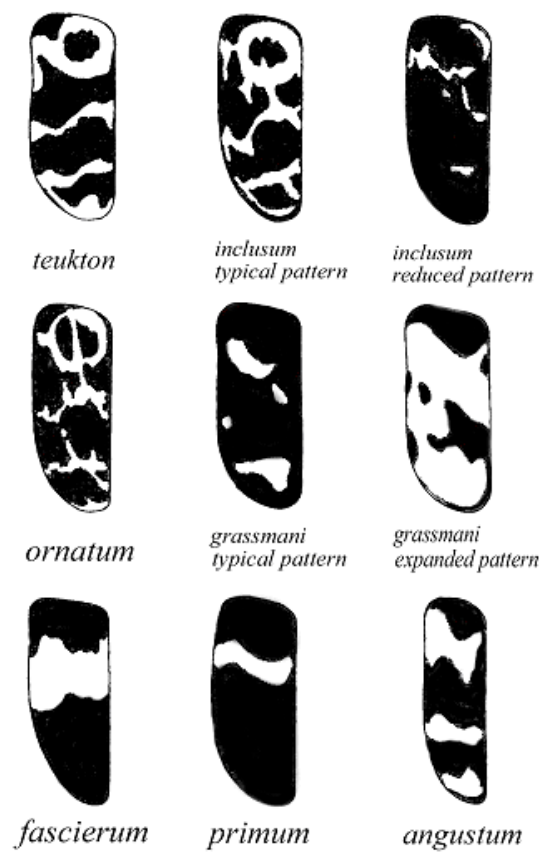 teukton
inclusum
typical pattern
inclusum
reduced pattern
ornatum
grassmani
typical pattern
grassmani
expanded pattern
fascierum
primum
angustum